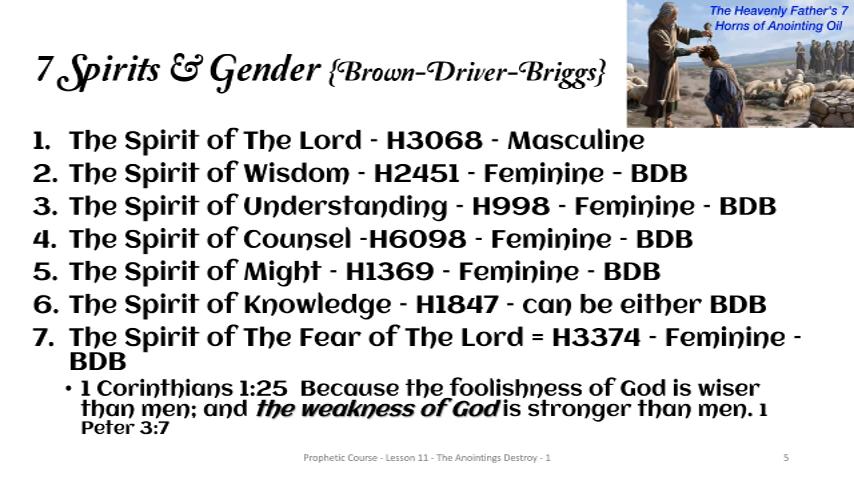 The Heavenly Father's 7
Horns of Anointing Oil
7 Spirits & Gender {Brown-Driver-Briggs}
1. The Spirit of The Lord - H3068 - Masculine
2. The Spirit of Wisdom - H2451 - Feminine - BDB
3. The Spirit of Understanding - H998 - Feminine - BDB
4. The Spirit of Counsel -H6098 - Feminine - BDB
5. The Spirit of Might - H1369 - Feminine - BDB
6. The Spirit of Knowledge - H1847 - can be either BDB
7. The Spirit of The Fear of The Lord = H3374 - Feminine -
BDB
• 1 Corinthians 1:25 Because the foolishness of God is wiser
than men; and the weakness of God is stronger than men. 1
Peter 3:7
Prophetic Course - Lesson 11 - The Anointings Destroy - 1
5